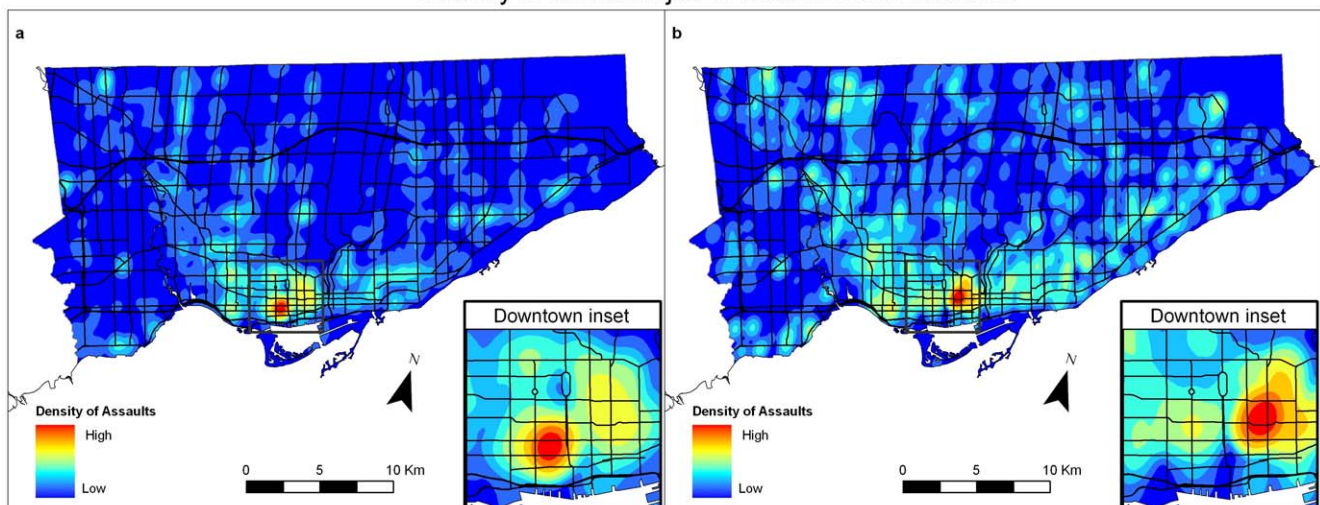 a
b
N
N
Downtown inset
Downtown inset
Density of Assaults
High
Low
0 5 10 Km
Density of Assaults
High
Low
0 5 10 Km